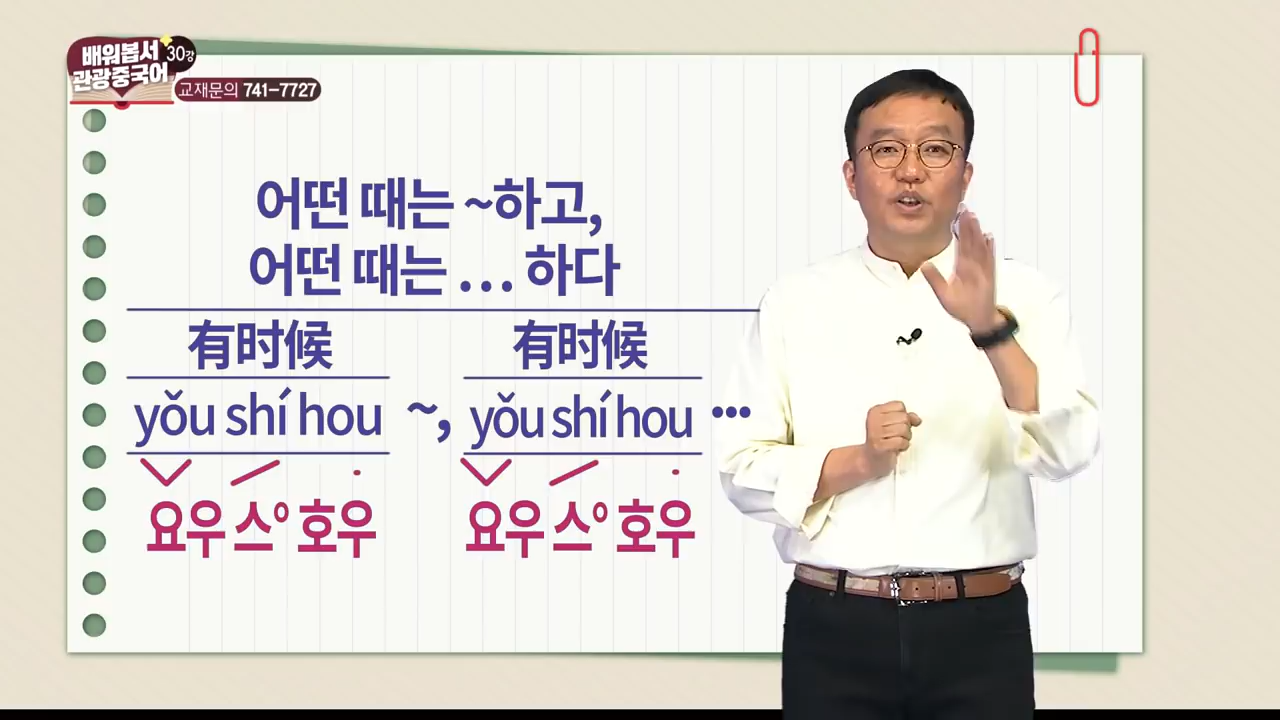 배워봅서 30강
관광중국어
교재문의 741-7727
어떤 때는 ~하고,
어떤 때는 … 하다
有时候 有时候
yǒu shí hou ~, yǒu shí hou …
요우 스° 호우 요우 스° 호우